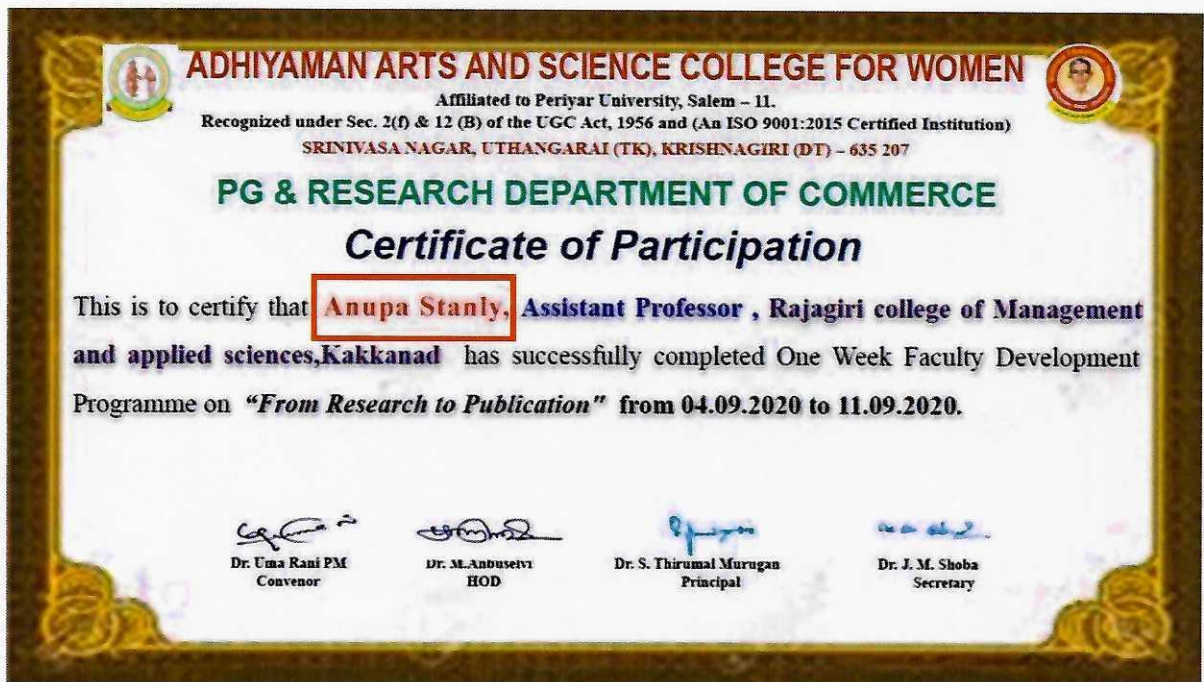 ADHIYAMAN ARTS AND SCIENCE COLLEGE FOR WOMEN
Affiliated to Periyar University, Salem – 11.
Recognized under Sec. 2(f) & 12 (B) of the UGC Act, 1956 and (An ISO 9001:2015 Certified Institution)
SRINIVASA NAGAR, UTHANGARAI (TK), KRISHNAGIRI (DT) – 635 207
PG & RESEARCH DEPARTMENT OF COMMERCE
Certificate of Participation
This is to certify that Anupa Stanly, Assistant Professor , Rajagiri college of Management
and applied sciences,Kakkanad has successfully completed One Week Faculty Development
Programme on "From Research to Publication" from 04.09.2020 to 11.09.2020.
Dr. Uma Rani PM Dr. M.Anbuselvi Dr. S. Thirumal Murugan Dr. J. M. Shoba
Convenor HOD Principal Secretary